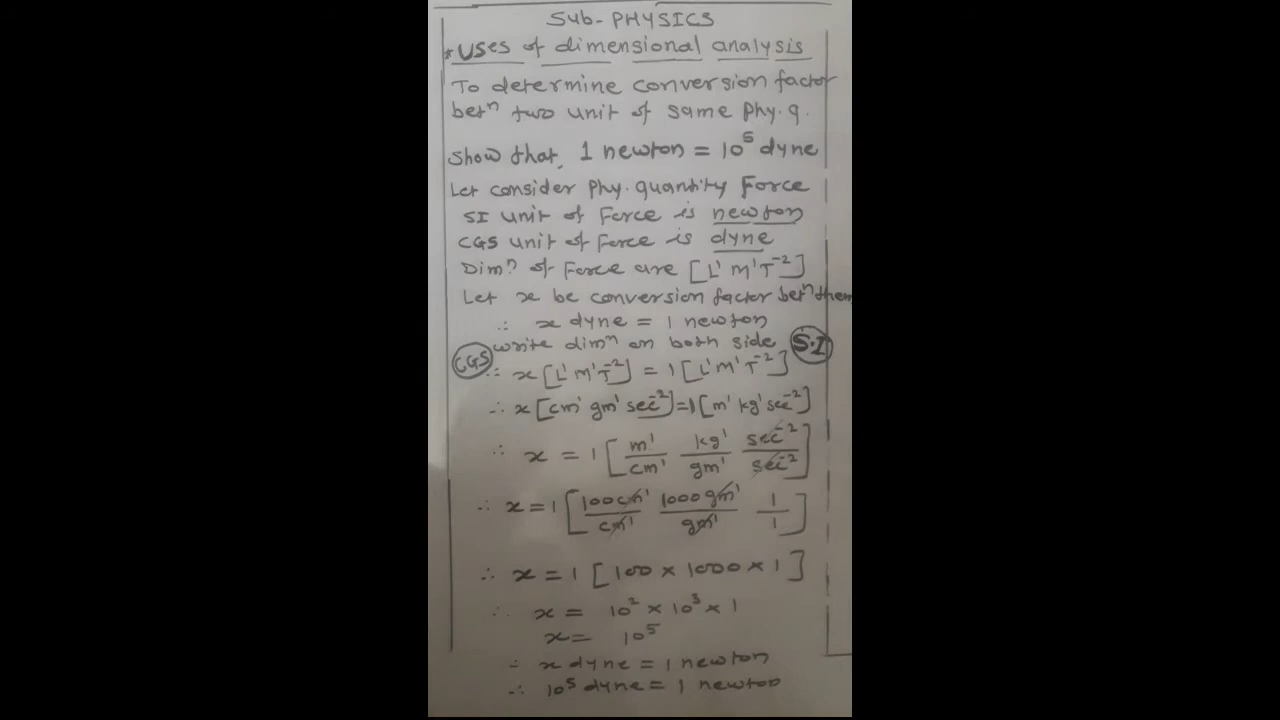 Sub- PHYSICS
* Uses of dimensional analysis
To determine conversion factor
betⁿ two unit of same phy. q.
Show that, 1 newton = 10⁵ dyne
Let consider Phy. quantity Force
SI unit of Force is newton
CGS unit of Force is dyne
Dimⁿ of Force are [L¹ M¹ T⁻²]
Let x be conversion factor betⁿ them
∴ x dyne = 1 newton
write dimⁿ on both side
CGS S.I
∴ x [L¹ M¹ T⁻²] = 1 [L¹ M¹ T⁻²]
∴ x [cm¹ gm¹ sec⁻²] = 1 [m¹ kg¹ sec⁻²]
∴ x = 1 [m¹/cm¹ kg¹/gm¹ sec⁻²/sec⁻²]
∴ x = 1 [100cm¹/cm¹ 1000gm¹/gm¹ 1/1]
∴ x = 1 [100 × 1000 × 1]
∴ x = 10² × 10³ × 1
x = 10⁵
∴ x dyne = 1 newton
∴ 10⁵ dyne = 1 newton